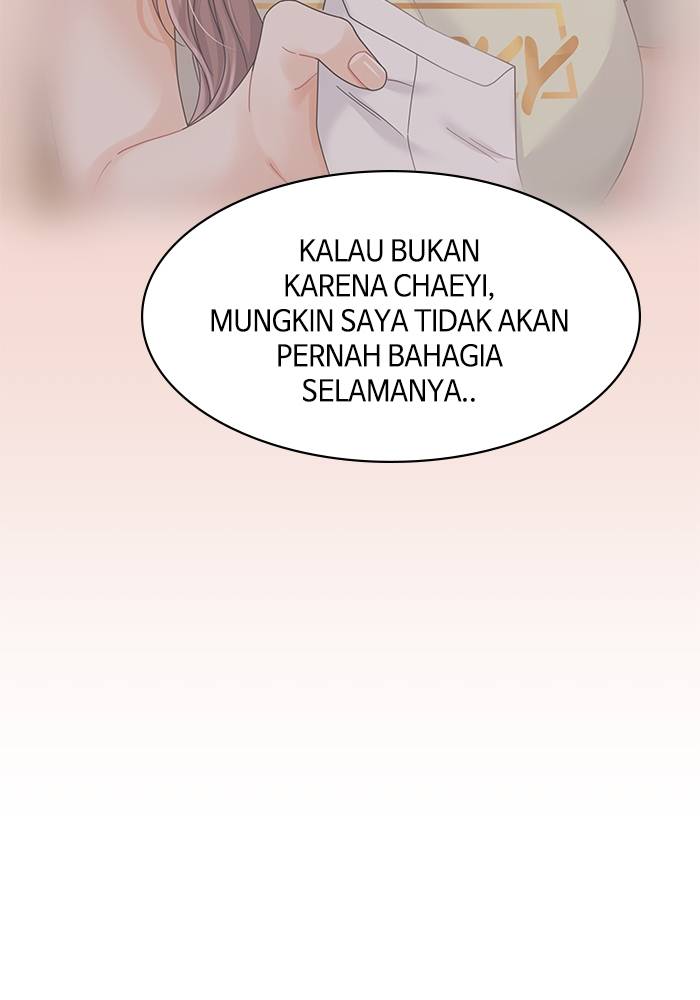 KALAU BUKAN
KARENA CHAEYI,
MUNGKIN SAYA TIDAK AKAN
PERNAH BAHAGIA
SELAMANYA..